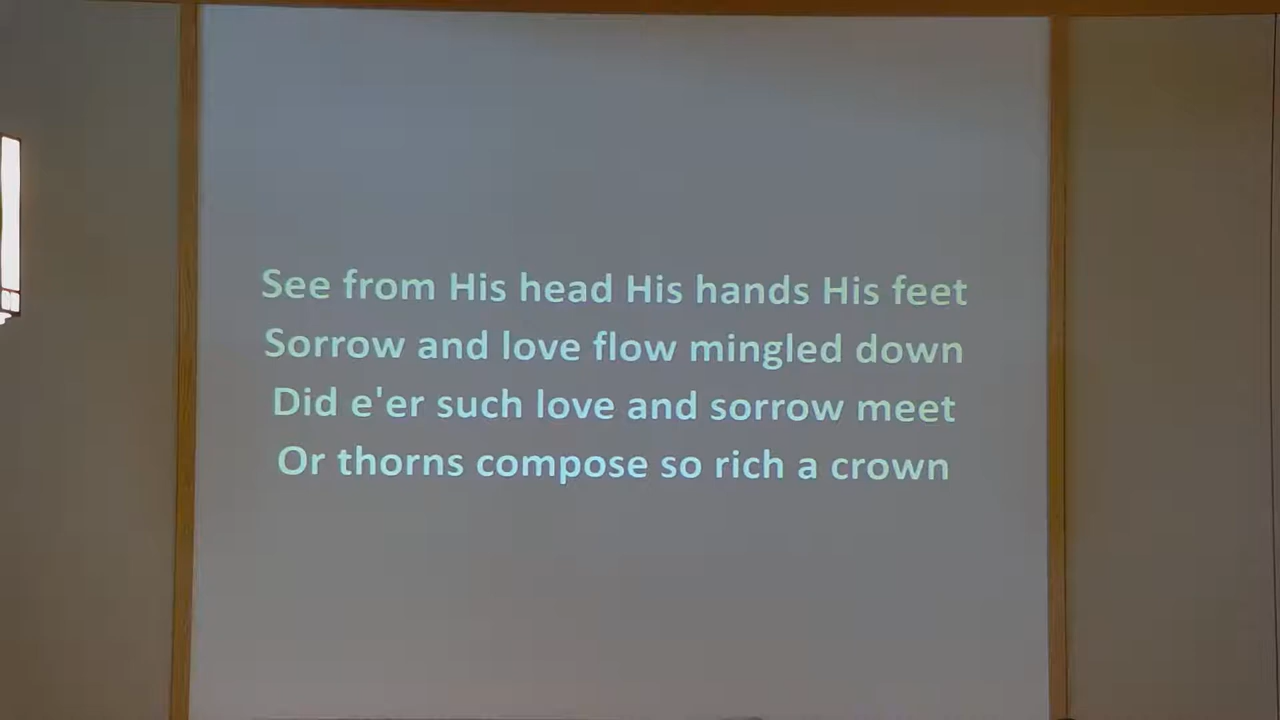 See from His head His hands His feet
Sorrow and love flow mingled down
Did e'er such love and sorrow meet
Or thorns compose so rich a crown